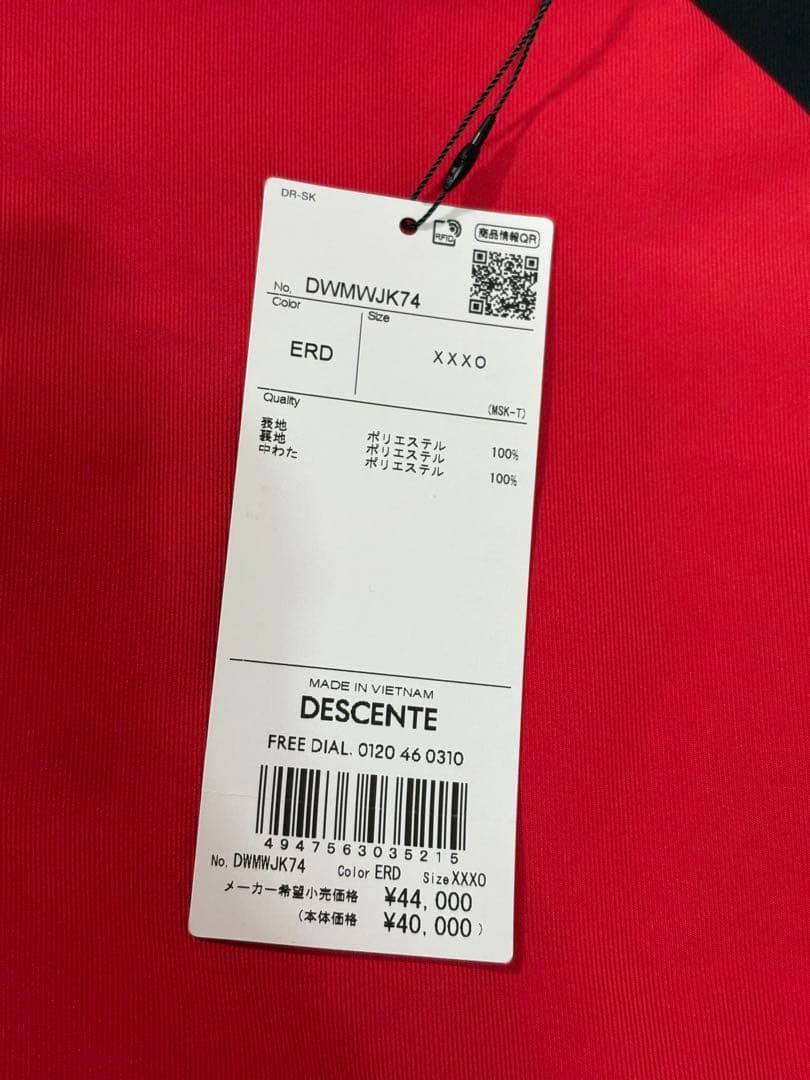 DR-SK
RFID
商品情報QR
No. DWMWJK74
Color Size
ERD XXXO
Quality (MSK-T)
表地 ポリエステル 100%
裏地 ポリエステル
中わた ポリエステル 100%
MADE IN VIETNAM
DESCENTE
FREE DIAL. 0120 46 0310
4947563035215
No. DWMWJK74 Color ERD Size XXXO
メーカー希望小売価格 ¥44,000
(本体価格 ¥40,000)